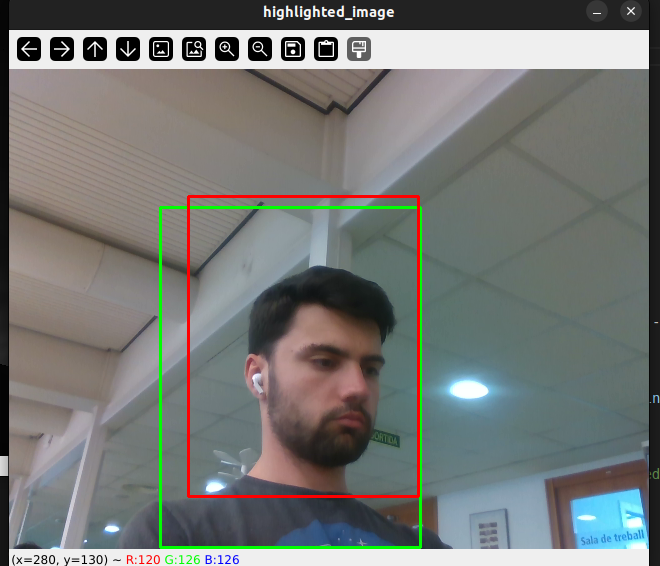 highlighted_image
SORTIDA
Sala de treball
(x=280, y=130) ~ R:120 G:126 B:126